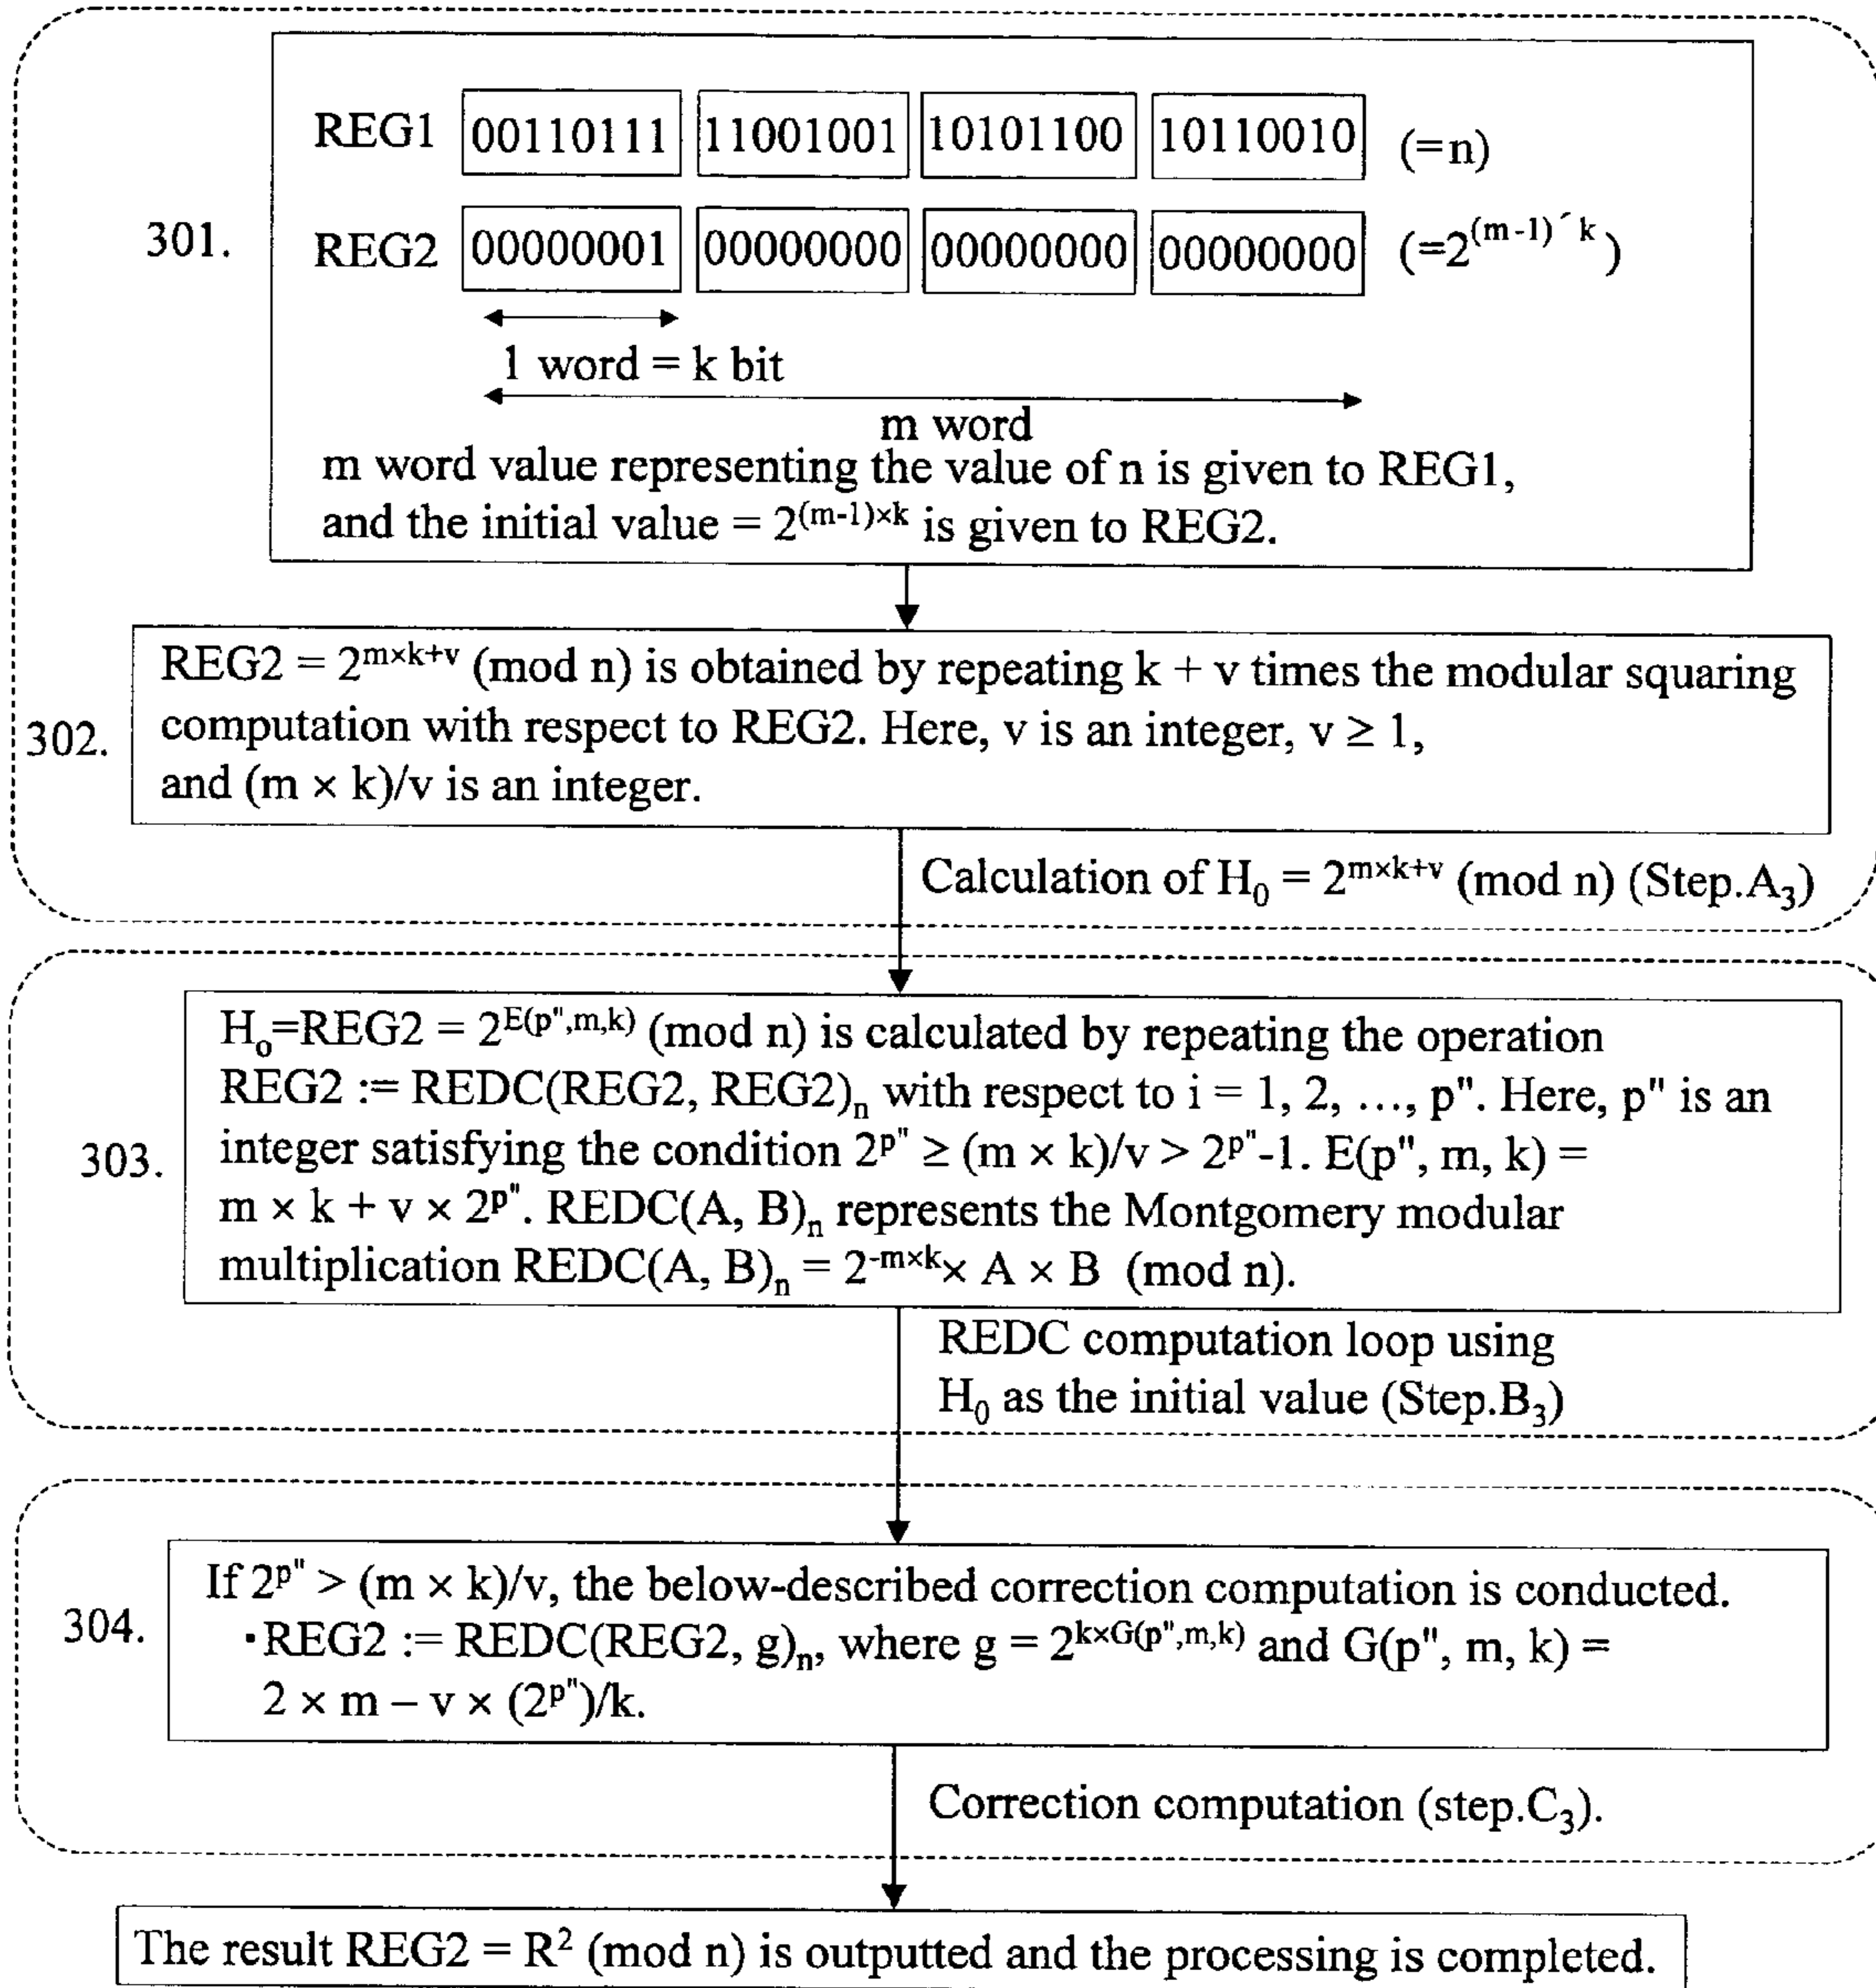 REG1 00110111 11001001 10101100 10110010 (=n)
301.
REG2 00000001 00000000 00000000 00000000 (=2^(m-1)´k)
1 word = k bit
m word
m word value representing the value of n is given to REG1,
and the initial value = 2^(m-1)×k is given to REG2.
302.
REG2 = 2^m×k+v (mod n) is obtained by repeating k + v times the modular squaring
computation with respect to REG2. Here, v is an integer, v ≥ 1,
and (m × k)/v is an integer.
Calculation of H₀ = 2^m×k+v (mod n) (Step.A₃)
303.
Hₒ=REG2 = 2^E(p",m,k) (mod n) is calculated by repeating the operation
REG2 := REDC(REG2, REG2)ₙ with respect to i = 1, 2, ..., p". Here, p" is an
integer satisfying the condition 2^p" ≥ (m × k)/v > 2^p"-1. E(p", m, k) =
m × k + v × 2^p". REDC(A, B)ₙ represents the Montgomery modular
multiplication REDC(A, B)ₙ = 2^-m×k × A × B (mod n).
REDC computation loop using
H₀ as the initial value (Step.B₃)
304.
If 2^p" > (m × k)/v, the below-described correction computation is conducted.
▪REG2 := REDC(REG2, g)ₙ, where g = 2^k×G(p",m,k) and G(p", m, k) =
2 × m – v × (2^p")/k.
Correction computation (step.C₃).
The result REG2 = R² (mod n) is outputted and the processing is completed.